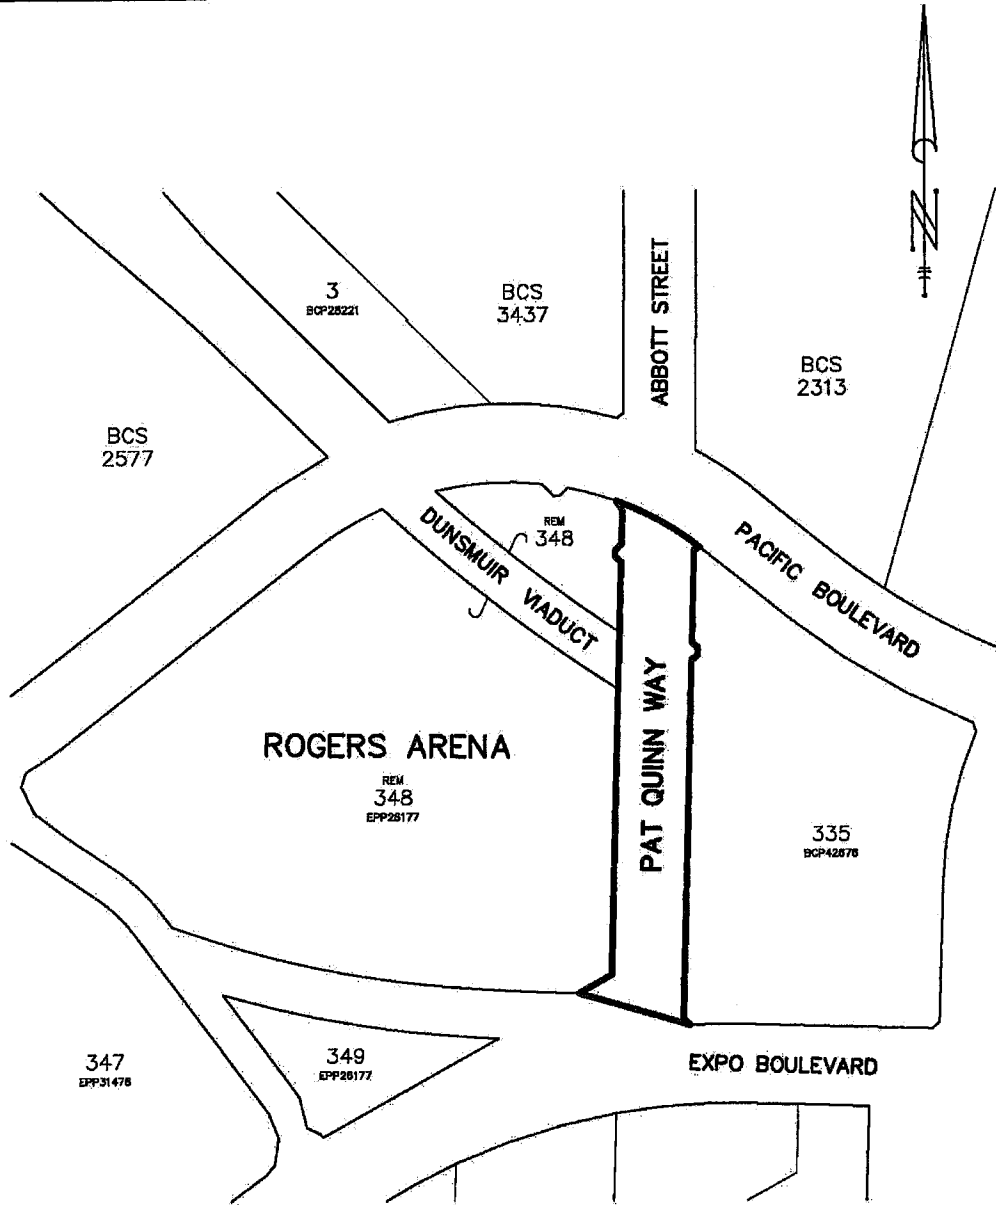 N
3
BCP28221
BCS
3437
ABBOTT STREET
BCS
2313
BCS
2577
DUNSMUIR VIADUCT
REM
348
PACIFIC BOULEVARD
PAT QUINN WAY
ROGERS ARENA
REM
348
EPP26177
335
BCP42676
347
EPP31476
349
EPP26177
EXPO BOULEVARD